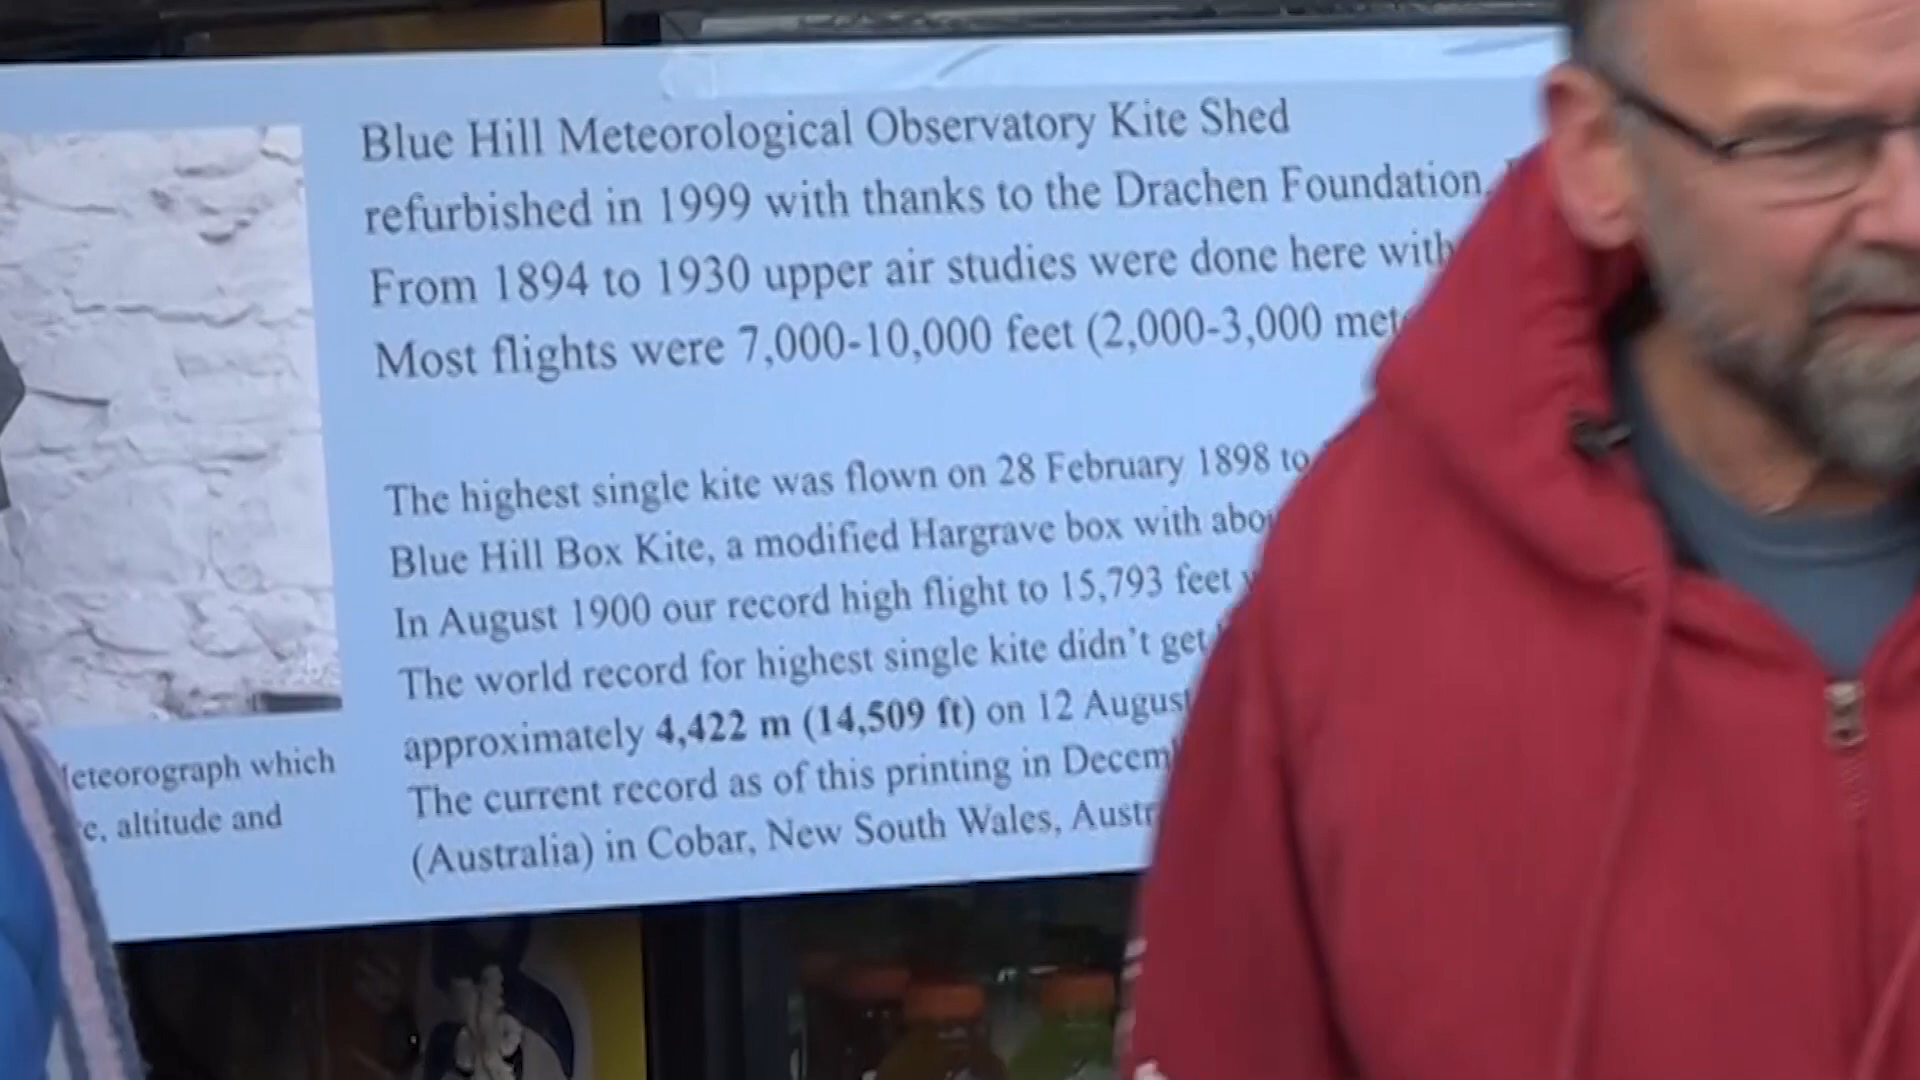 Blue Hill Meteorological Observatory Kite Shed
refurbished in 1999 with thanks to the Drachen Foundation.
From 1894 to 1930 upper air studies were done here with
Most flights were 7,000-10,000 feet (2,000-3,000
The highest single kite was flown on 28 February 1898 to
Blue Hill Box Kite, a modified Hargrave box with
In August 1900 our record high flight to 15,793 feet
The world record for highest single kite didn't get
approximately 4,422 m (14,509 ft) on 12 August
The current record as of this printing in
(Australia) in Cobar, New South Wales,
which
altitude and